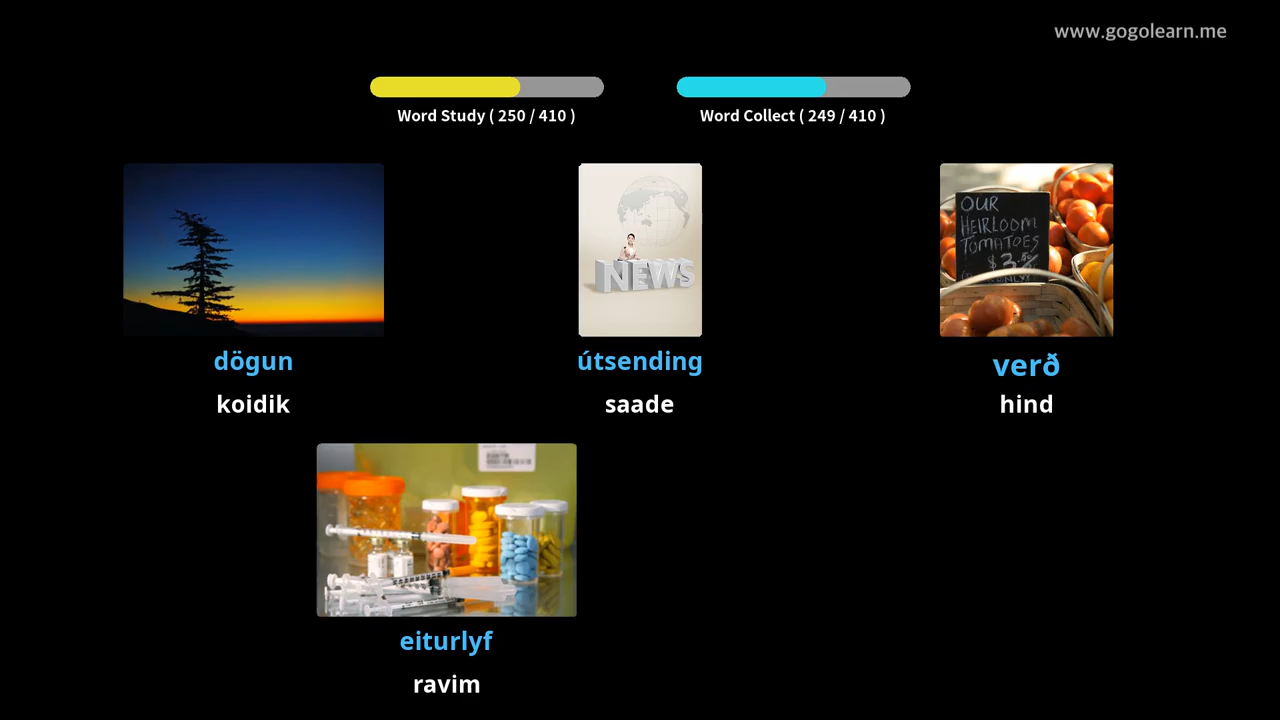 www.gogolearn.me
Word Study ( 250 / 410 )
Word Collect ( 249 / 410 )
NEWS
OUR
HEIRLOOM
TOMATOES
dögun
útsending
verð
koidik
saade
hind
eiturlyf
ravim